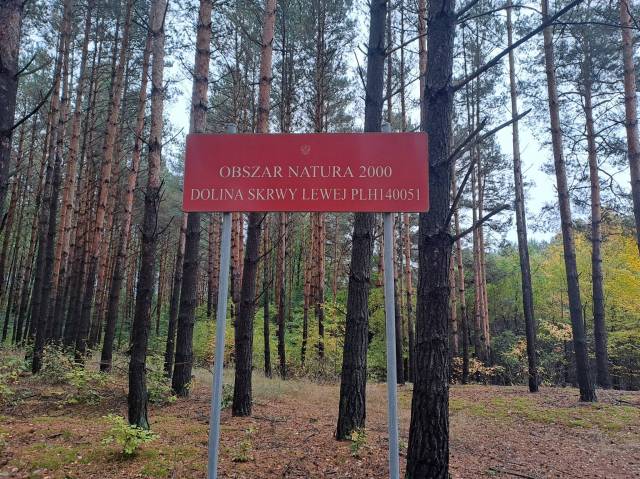 OBSZAR NATURA 2000
DOLINA SKRWY LEWEJ PLH140051